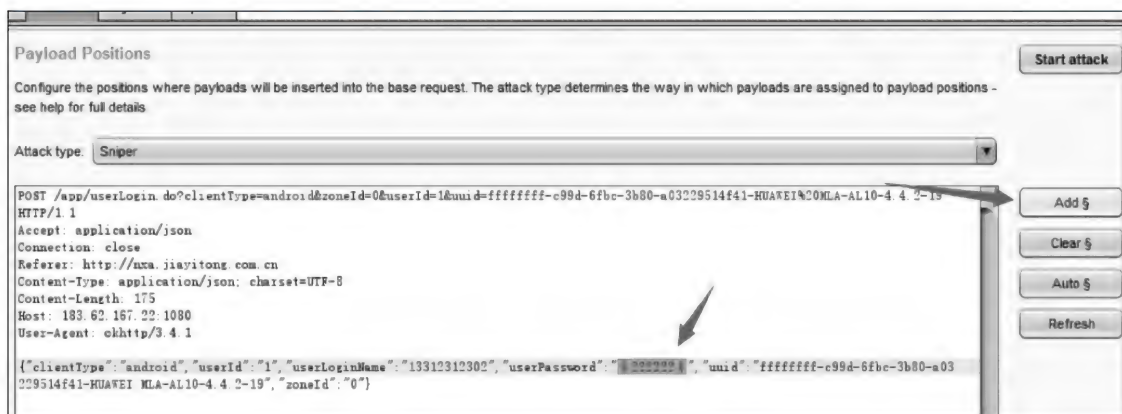 Payload Positions
Start attack
Configure the positions where payloads will be inserted into the base request. The attack type determines the way in which payloads are assigned to payload positions -
see help for full details
Attack type: Sniper
POST /app/userLogin.do?clientType=android&zoneId=0&userId=1&uuid=ffffffff-c99d-6fbc-3b80-a03229514f41-HUAWEI%20MLA-AL10-4.4.2-19
HTTP/1.1
Accept: application/json
Connection: close
Referer: http://nxa.jiayitong.com.cn
Content-Type: application/json; charset=UTF-8
Content-Length: 175
Host: 183.62.167.22:1080
User-Agent: okhttp/3.4.1
{"clientType":"android","userId":"1","userLoginName":"13312312302","userPassword":" ","uuid":"ffffffff-c99d-6fbc-3b80-a03
229514f41-HUAWEI MLA-AL10-4.4.2-19","zoneId":"0"}
Add §
Clear §
Auto §
Refresh